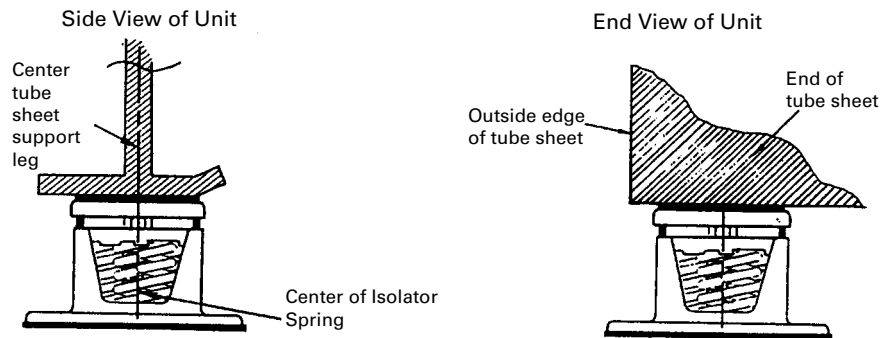 Side View of Unit
Center
tube
sheet
support
leg
Center of Isolator
Spring
End View of Unit
Outside edge
of tube sheet
End of
tube sheet